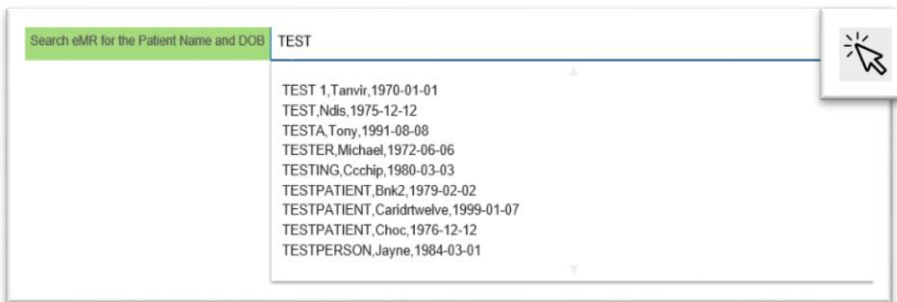 Search eMR for the Patient Name and DOB TEST
TEST 1,Tanvir,1970-01-01
TEST,Ndis,1975-12-12
TESTA,Tony,1991-08-08
TESTER,Michael,1972-06-06
TESTING,Ccchip,1980-03-03
TESTPATIENT,Bnk2,1979-02-02
TESTPATIENT,Caridrtwelve,1999-01-07
TESTPATIENT,Choc,1976-12-12
TESTPERSON,Jayne,1984-03-01